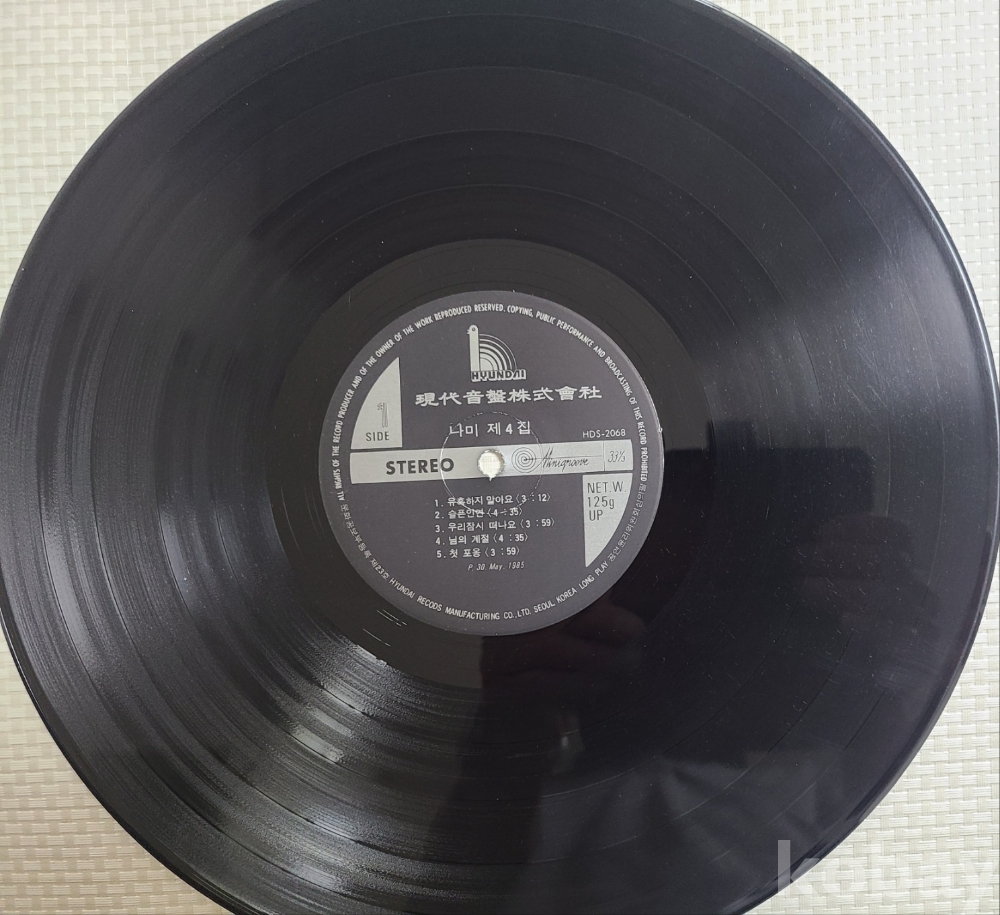 ALL RIGHTS OF THE RECORD PRODUCER AND OF THE OWNER OF THE WORK REPRODUCED RESERVED. COPYING, PUBLIC PERFORMANCE AND BROADCASTING OF THIS RECORD PROHIBITED
HYUNDAI
現代音盤株式會社
1
SIDE
나미 제4집
HDS-2068
STEREO
Minigroove
33⅓
NET.W.
125g
UP
1. 유혹하지 말아요 (3 : 12)
2. 슬픈인연 (4 : 35)
3. 우리잠시 떠나요 (3 : 59)
4. 님의 계절 (4 : 35)
5. 첫 포옹 (3 : 59)
P. 30. May. 1985
HYUNDAI RECODS MANUFACTURING CO., LTD. SEOUL KOREA LONG PLAY
kobay